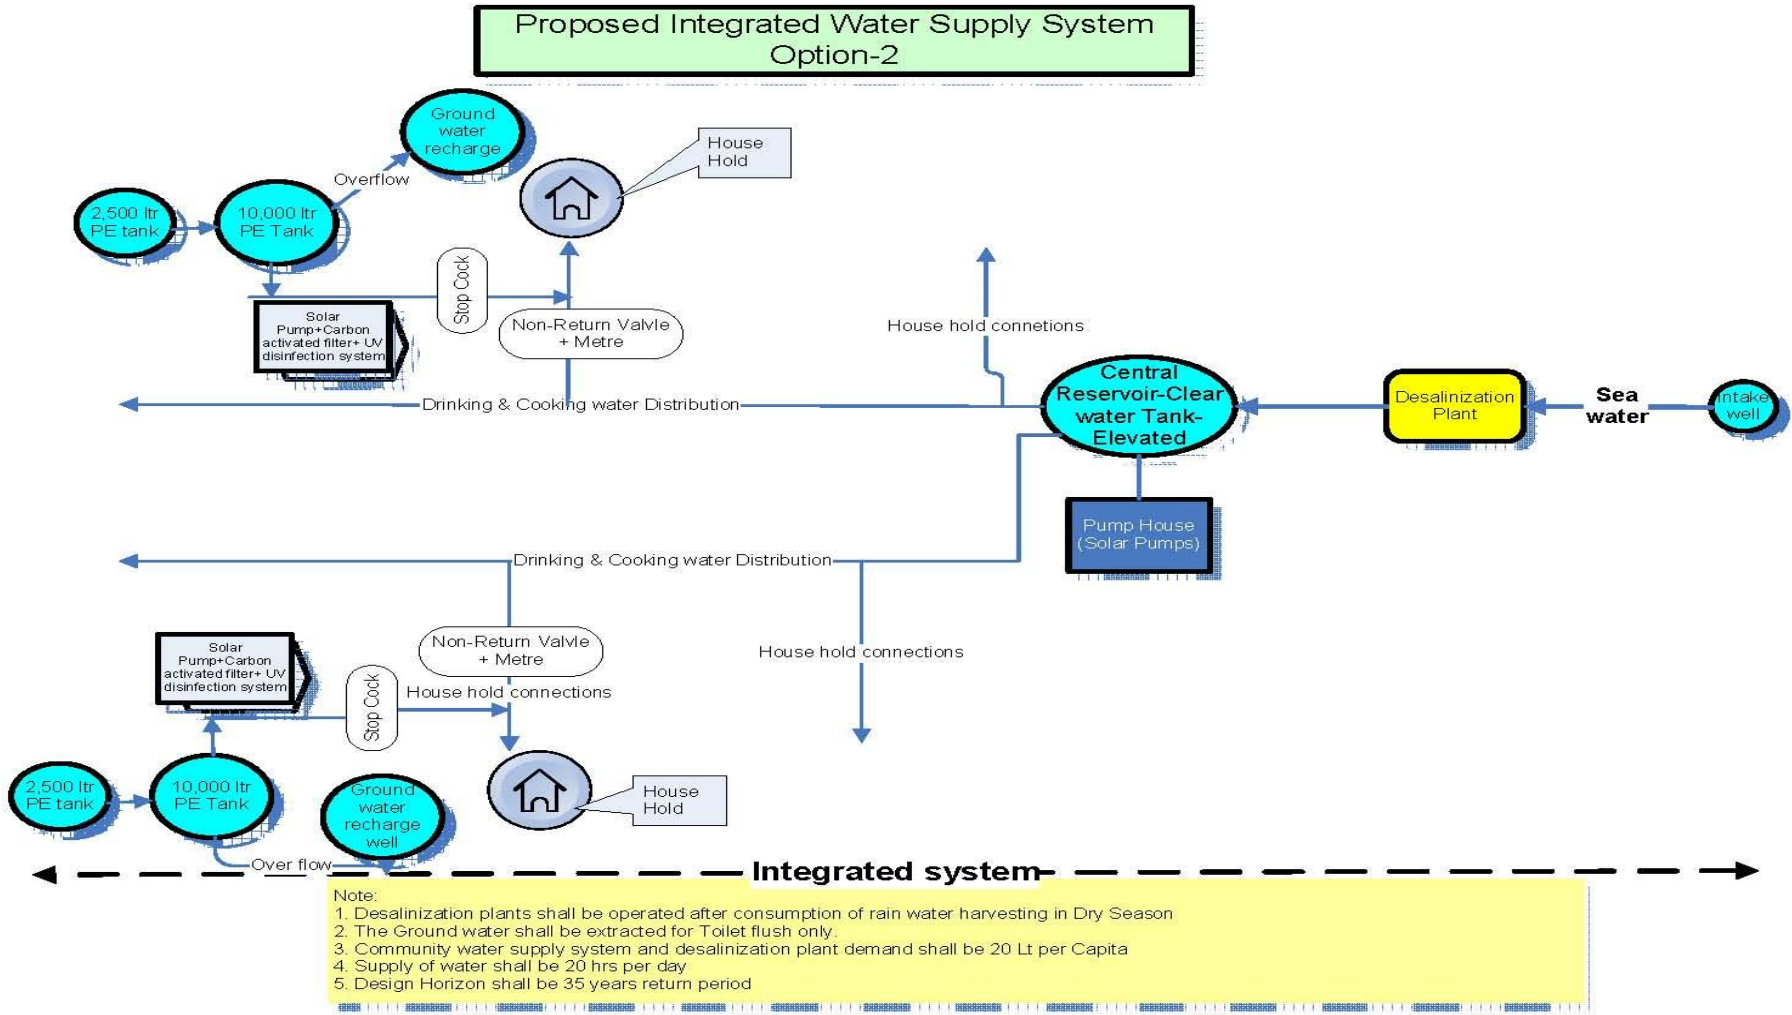 Proposed Integrated Water Supply System
Option-2
Ground
water
recharge
House
Hold
Overflow
2,500 ltr
PE tank
10,000 ltr
PE Tank
Stop Cock
Solar
Pump+Carbon
activated filter+ UV
disinfection system
Non-Return Valvle
+ Metre
House hold connetions
Drinking & Cooking water Distribution
Central
Reservoir-Clear
water Tank-
Elevated
Desalinization
Plant
Sea
water
Intake
well
Pump House
(Solar Pumps)
Drinking & Cooking water Distribution
Solar
Pump+Carbon
activated filter+ UV
disinfection system
Non-Return Valvle
+ Metre
House hold connections
House hold connections
Stop Cock
2,500 ltr
PE tank
10,000 ltr
PE Tank
Ground
water
recharge
well
House
Hold
Over flow
Integrated system
Note:
1. Desalinization plants shall be operated after consumption of rain water harvesting in Dry Season
2. The Ground water shall be extracted for Toilet flush only.
3. Community water supply system and desalinization plant demand shall be 20 Lt per Capita
4. Supply of water shall be 20 hrs per day
5. Design Horizon shall be 35 years return period